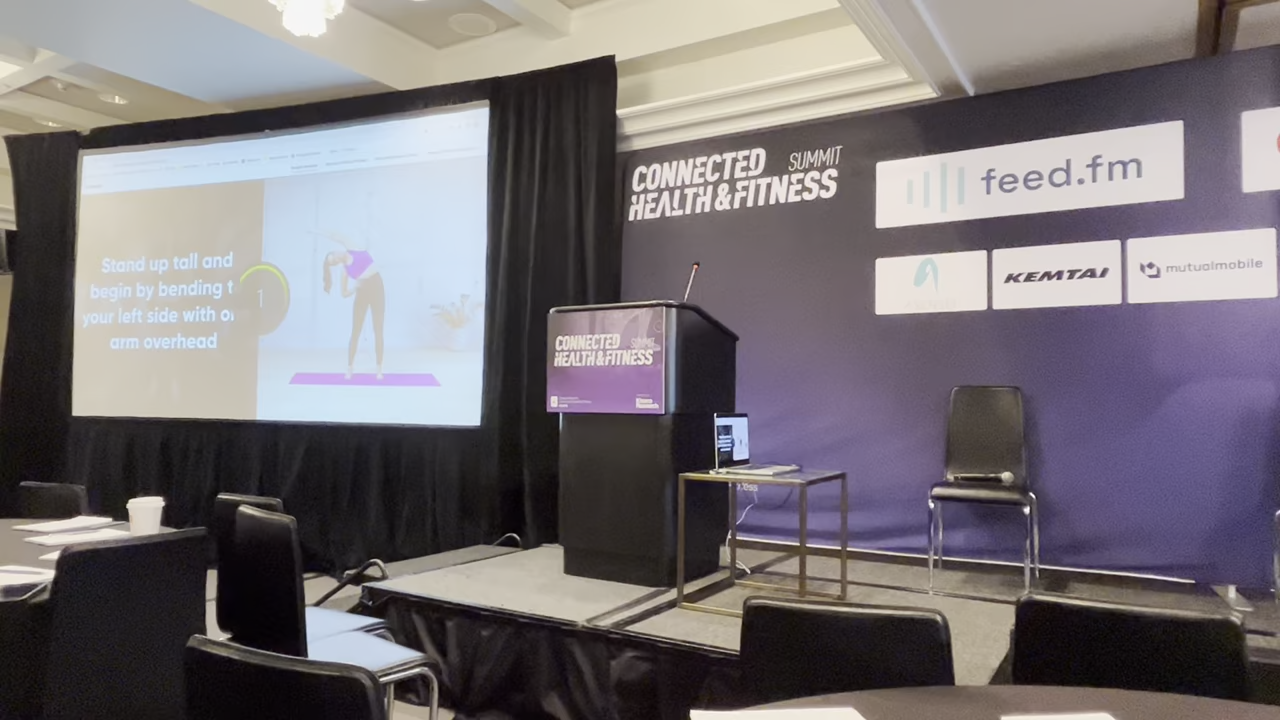 Stand up tall and
begin by bending t
your left side with o
arm overhead
1
CONNECTED SUMMIT
HEALTH & FITNESS
feed.fm
KEMTAI
mutualmobile
CONNECTED SUMMIT
HEALTH & FITNESS